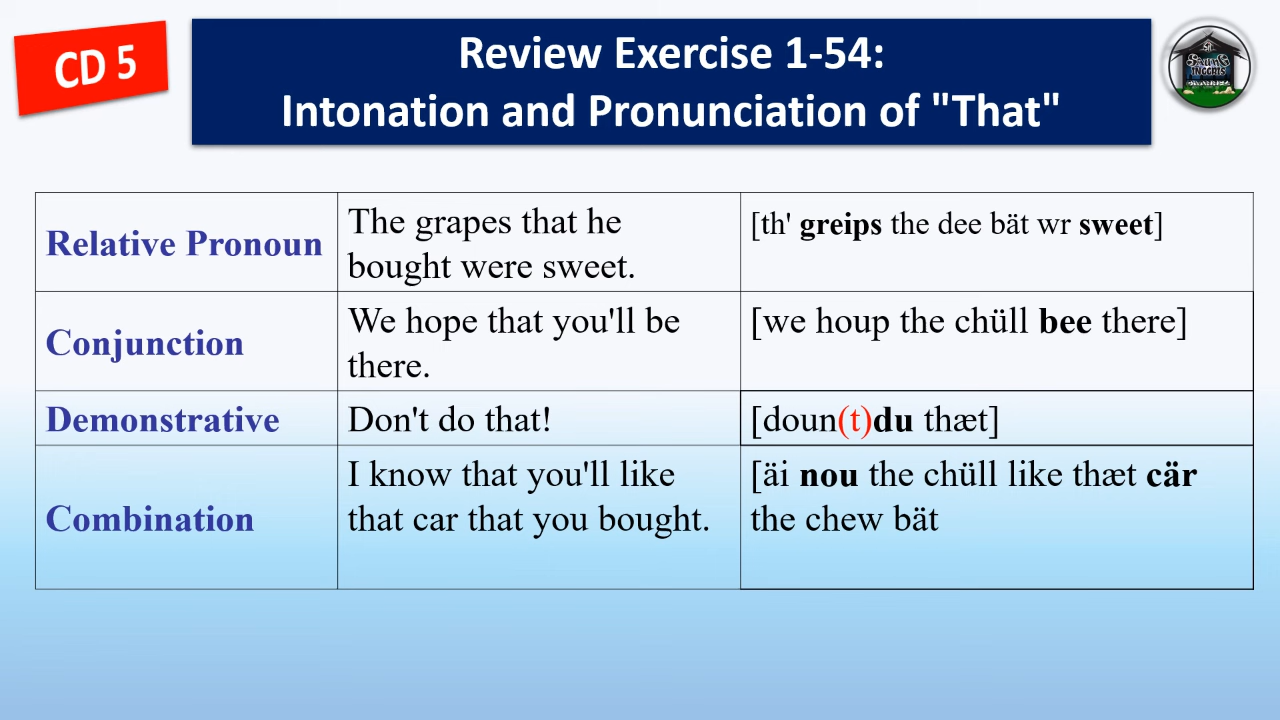 CD 5
Review Exercise 1-54:
Intonation and Pronunciation of "That"
Relative Pronoun
The grapes that he
bought were sweet.
[th' greips the dee bät wr sweet]
Conjunction
We hope that you'll be
there.
[we houp the chüll bee there]
Demonstrative
Don't do that!
[doun(t)du thæt]
Combination
I know that you'll like
that car that you bought.
[äi nou the chüll like thæt cär
the chew bät